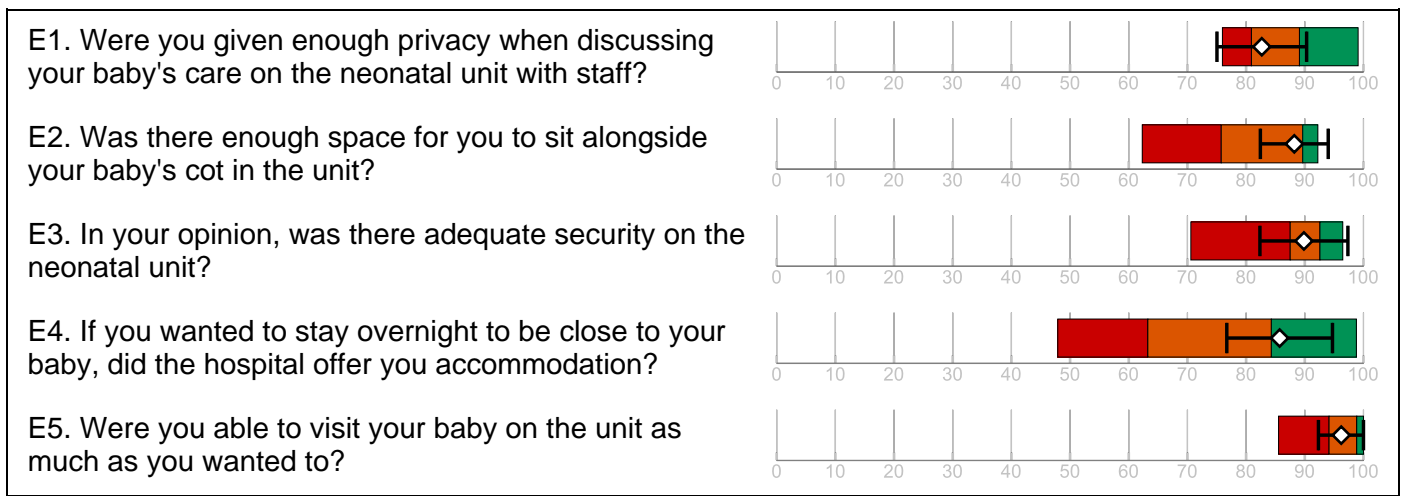 E1. Were you given enough privacy when discussing
your baby's care on the neonatal unit with staff?
0 10 20 30 40 50 60 70 80 90 100
E2. Was there enough space for you to sit alongside
your baby's cot in the unit?
0 10 20 30 40 50 60 70 80 90 100
E3. In your opinion, was there adequate security on the
neonatal unit?
0 10 20 30 40 50 60 70 80 90 100
E4. If you wanted to stay overnight to be close to your
baby, did the hospital offer you accommodation?
0 10 20 30 40 50 60 70 80 90 100
E5. Were you able to visit your baby on the unit as
much as you wanted to?
0 10 20 30 40 50 60 70 80 90 100